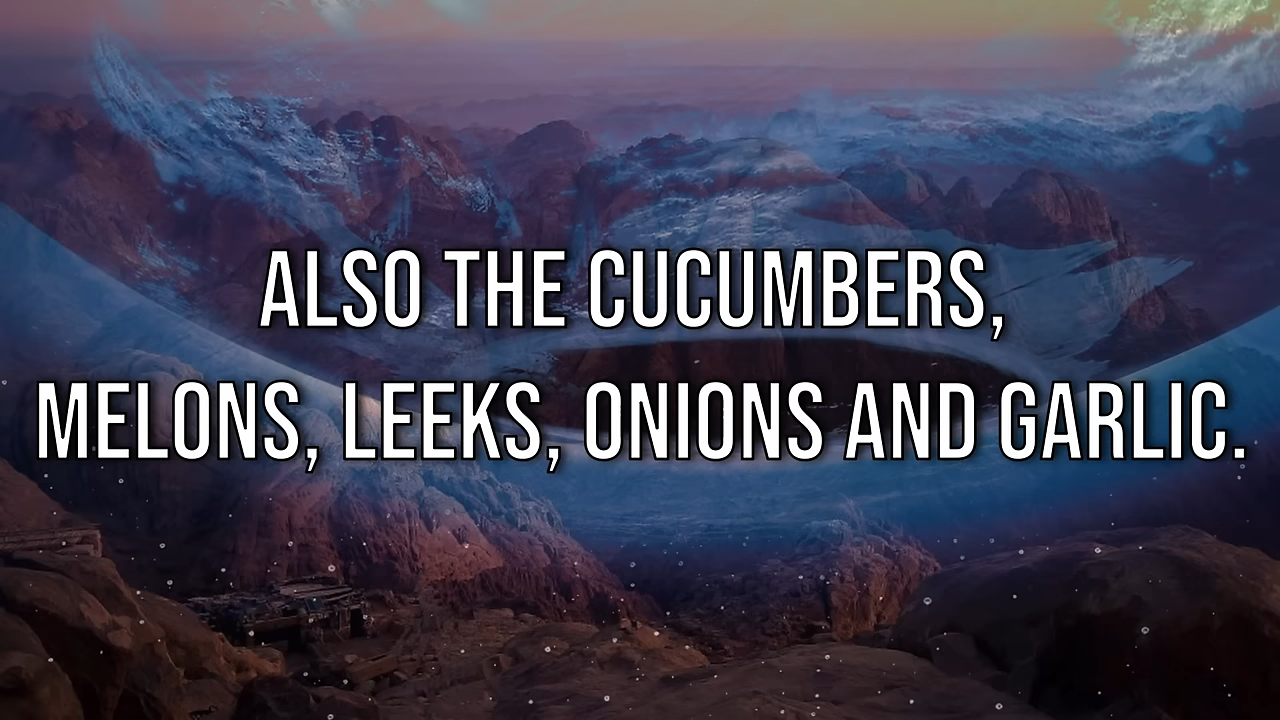 ALSO THE CUCUMBERS,
MELONS, LEEKS, ONIONS AND GARLIC.